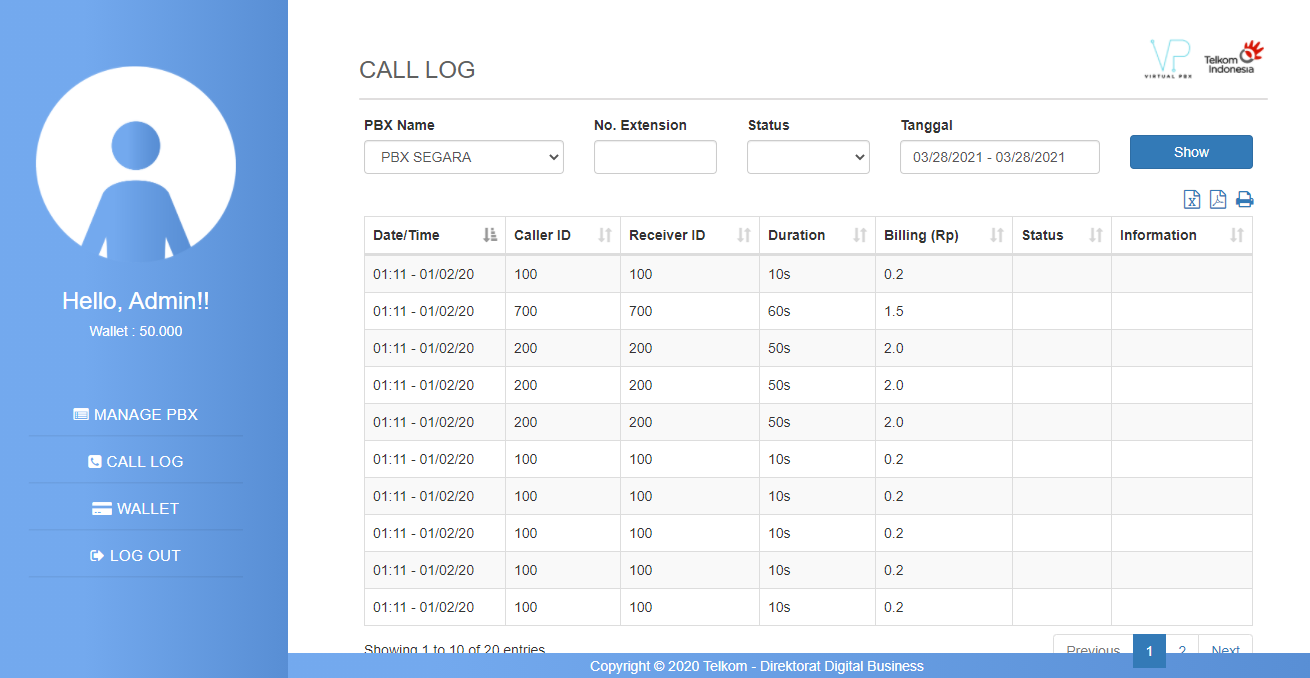 CALL LOG
VP
VIRTUAL PBX
Telkom
Indonesia
PBX Name No. Extension Status Tanggal
PBX SEGARA 03/28/2021 - 03/28/2021 Show
Hello, Admin!!
Wallet : 50.000
MANAGE PBX
CALL LOG
WALLET
LOG OUT
Date/Time Caller ID Receiver ID Duration Billing (Rp) Status Information
01:11 - 01/02/20 100 100 10s 0.2
01:11 - 01/02/20 700 700 60s 1.5
01:11 - 01/02/20 200 200 50s 2.0
01:11 - 01/02/20 200 200 50s 2.0
01:11 - 01/02/20 200 200 50s 2.0
01:11 - 01/02/20 100 100 10s 0.2
01:11 - 01/02/20 100 100 10s 0.2
01:11 - 01/02/20 100 100 10s 0.2
01:11 - 01/02/20 100 100 10s 0.2
01:11 - 01/02/20 100 100 10s 0.2
Showing 1 to 10 of 20 entries Previous 1 2 Next
Copyright © 2020 Telkom - Direktorat Digital Business